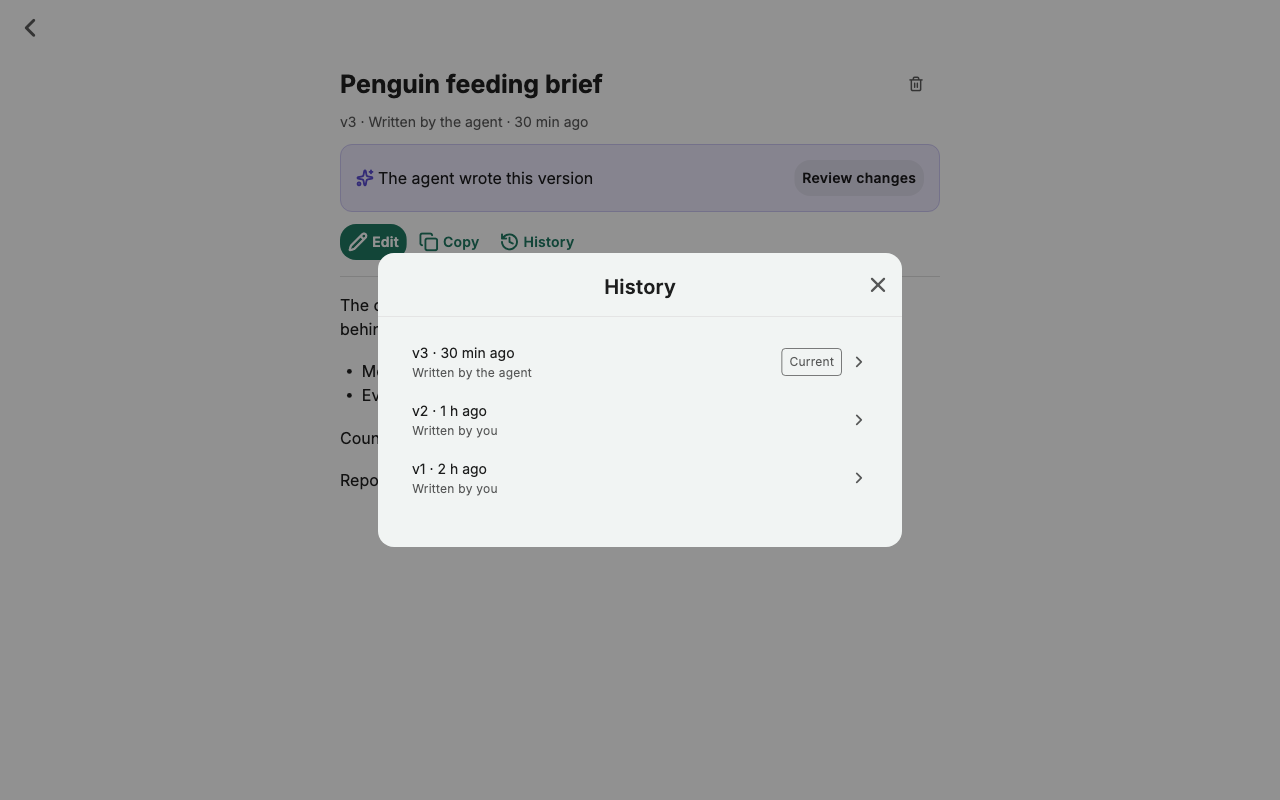 Penguin feeding brief
v3 · Written by the agent · 30 min ago
The agent wrote this version
Review changes
Edit
Copy
History
The
behin
Coun
Repo
History
v3 · 30 min ago
Written by the agent
Current
v2 · 1 h ago
Written by you
v1 · 2 h ago
Written by you